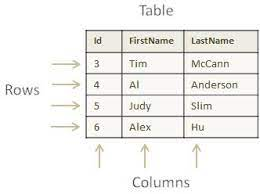 Table
Id FirstName LastName
3 Tim McCann
4 Al Anderson
Rows
5 Judy Slim
6 Alex Hu
Columns